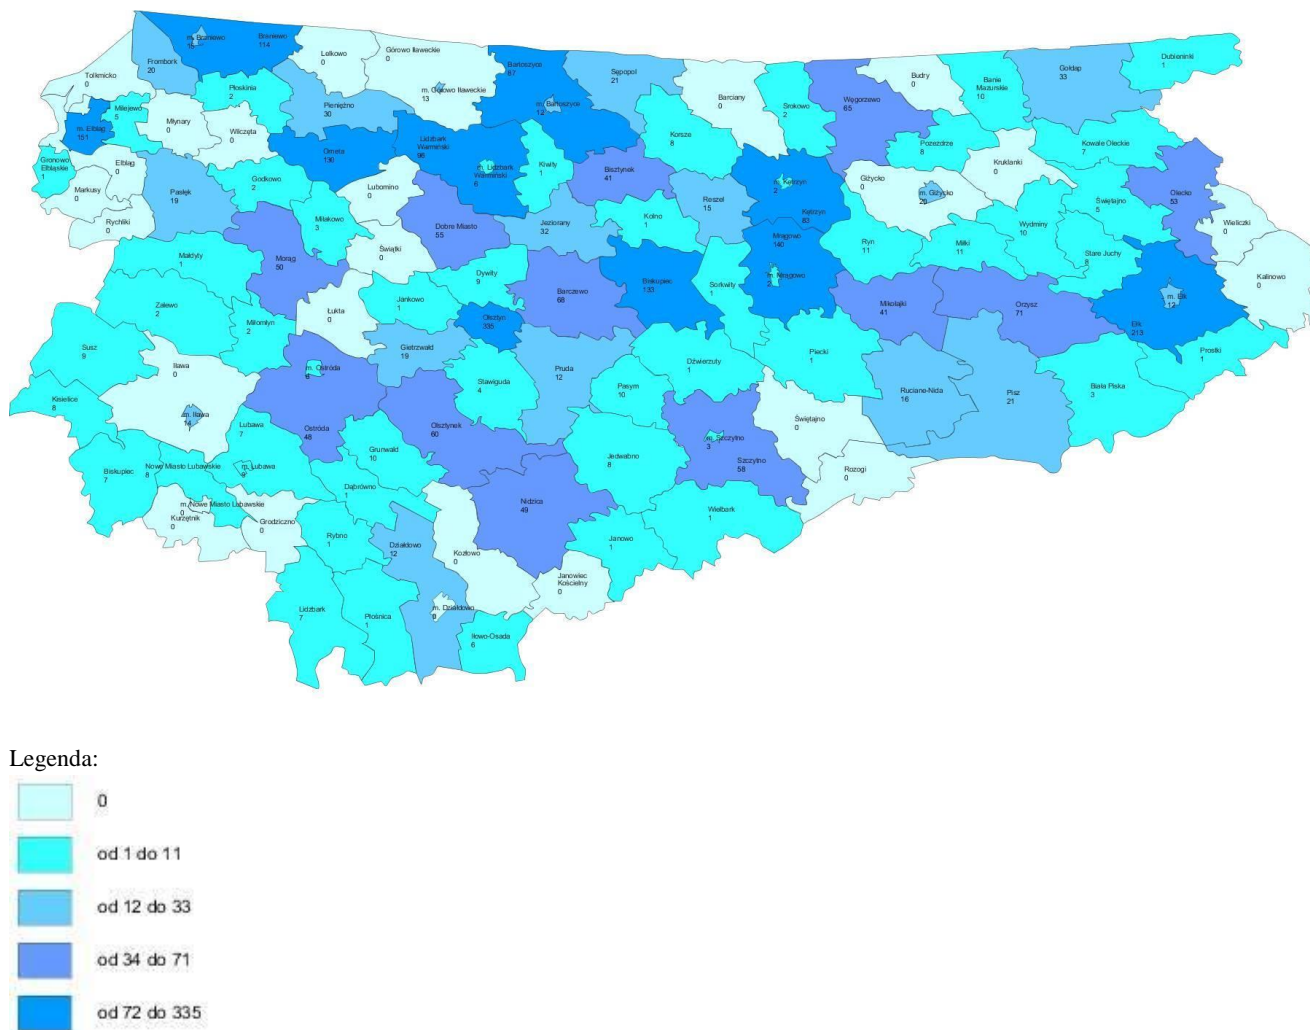 m. Braniewo
Braniewo
114
Lelkowo
0
Górowo Iławeckie
0
Frombork
20
Tolkmicko
0
Płoskinia
2
Pieniężno
30
m. Górowo Iławeckie
13
Bartoszyce
87
m. Bartoszyce
12
Sępopol
21
Barciany
0
Srokowo
2
Węgorzewo
65
Budry
0
Banie
Mazurskie
10
Gołdap
33
Dubeninki
1
Milejewo
5
m. Elbląg
151
Młynary
0
Wilczęta
0
Orneta
136
Lidzbark
Warmiński
98
m. Lidzbark
Warmiński
6
Kiwity
1
Bisztynek
41
Korsze
8
Pozezdrze
8
Kruklanki
0
Kowale Oleckie
7
Gronowo
Elbląskie
1
Elbląg
0
Markusy
0
Rychliki
0
Pasłęk
19
Godkowo
2
Miłakowo
3
Lubomino
0
Dobre Miasto
55
Jeziorany
32
Kolno
1
Reszel
15
m. Kętrzyn
2
Kętrzyn
83
Giżycko
0
m. Giżycko
20
Wydminy
10
Świętajno
5
Olecko
53
Wieliczki
0
Małdyty
1
Morąg
50
Świątki
0
Dywity
9
Barczewo
68
Biskupiec
133
Sorkwity
1
Mrągowo
140
m. Mrągowo
2
Ryn
11
Miłki
11
Stare Juchy
8
Kalinowo
0
Zalewo
2
Miłomłyn
2
Łukta
0
Jonkowo
1
Olsztyn
335
Mikołajki
41
Orzysz
71
m. Ełk
12
Ełk
213
Susz
9
Iława
0
m. Iława
14
m. Ostróda
Ostróda
48
Gietrzwałd
19
Stawiguda
4
Pruda
12
Pasym
10
Dźwierzuty
1
Piecki
1
Ruciane-Nida
16
Pisz
21
Biała Piska
3
Prostki
1
Kisielice
8
Lubawa
7
m. Lubawa
9
Grunwald
10
Olsztynek
60
Jedwabno
8
m. Szczytno
3
Szczytno
58
Świętajno
0
Rozogi
0
Biskupiec
7
Nowe Miasto Lubawskie
8
m. Nowe Miasto Lubawskie
0
Kurzętnik
0
Grodziczno
0
Dąbrówno
1
Rybno
1
Działdowo
12
Kozłowo
0
Nidzica
49
Janowo
1
Wielbark
1
Janowiec
Kościelny
0
Lidzbark
7
Płośnica
1
m. Działdowo
0
Iłowo-Osada
6
Legenda:
0
od 1 do 11
od 12 do 33
od 34 do 71
od 72 do 335